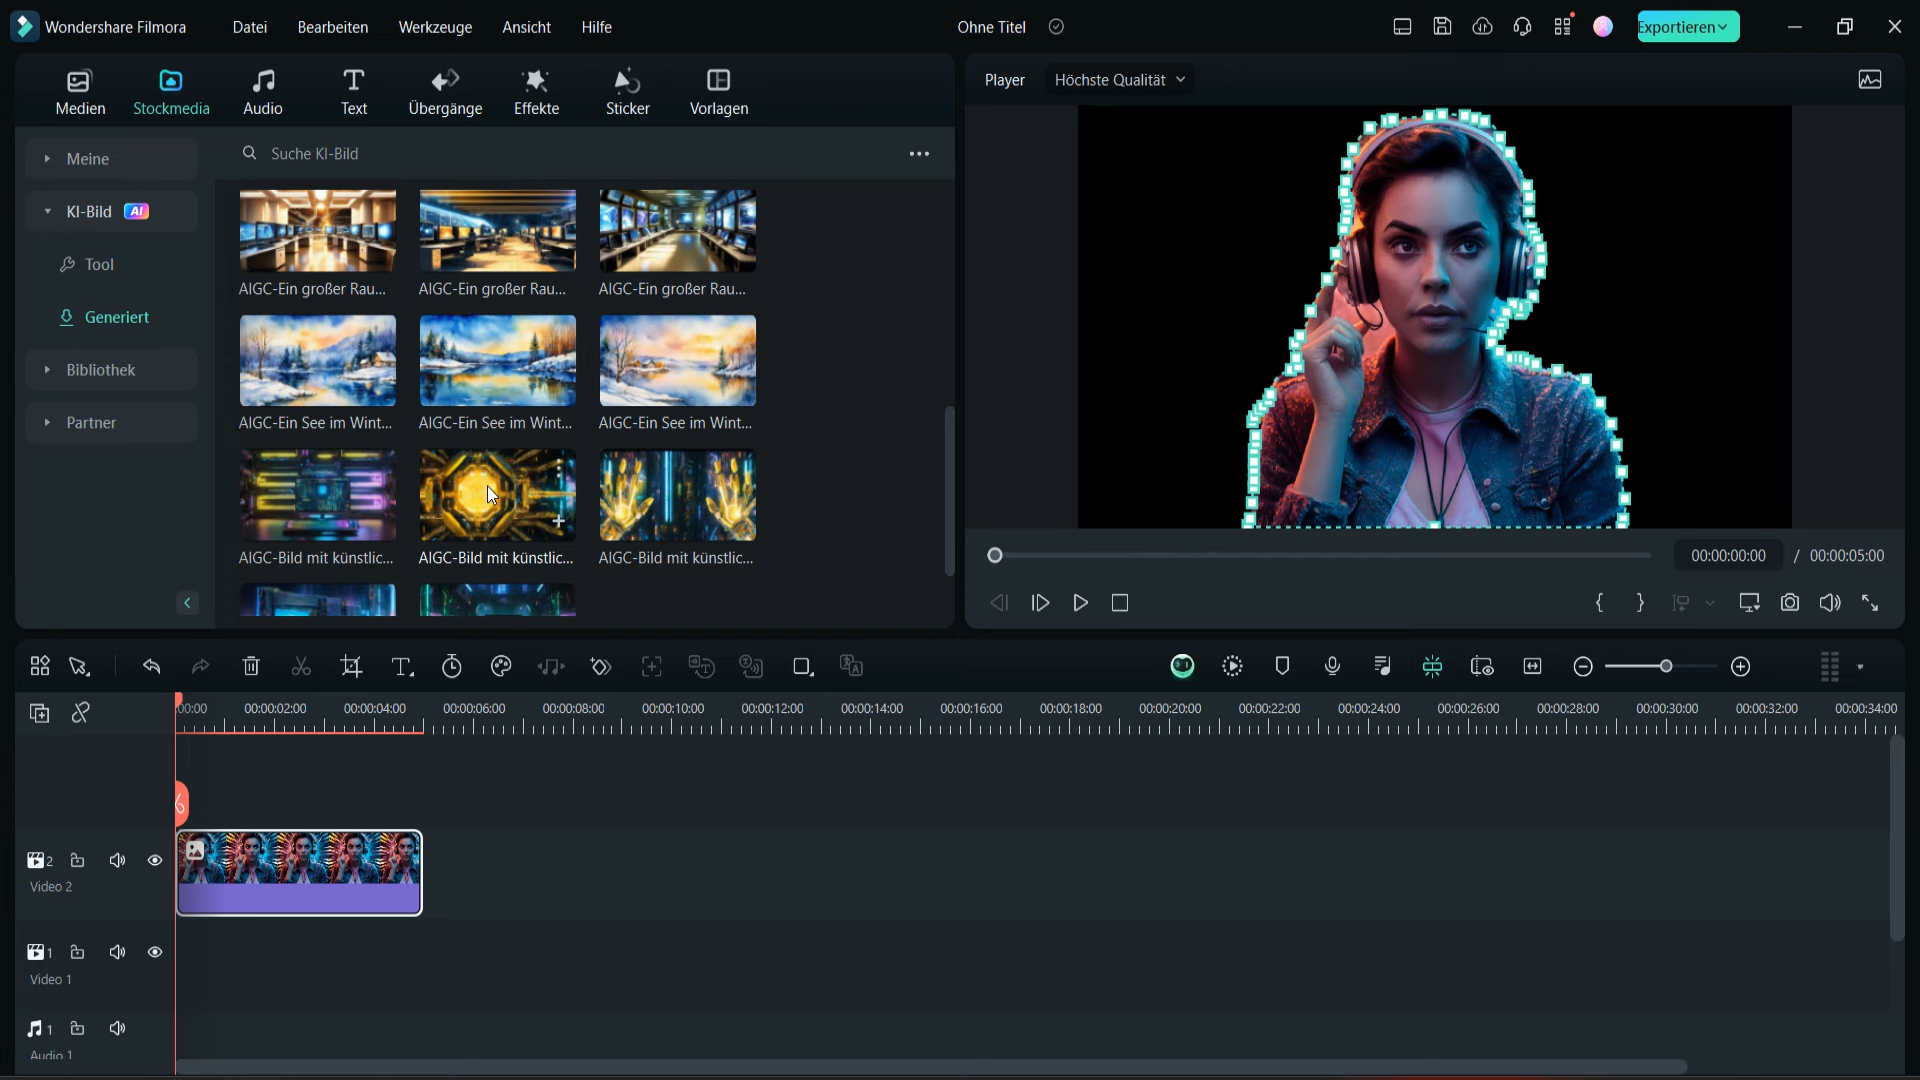 Wondershare Filmora Datei Bearbeiten Werkzeuge Ansicht Hilfe Ohne Titel Exportieren
Medien Stockmedia Audio Text Übergänge Effekte Sticker Vorlagen
Player Höchste Qualität
Meine
Suche KI-Bild
KI-Bild AI
Tool
Generiert
Bibliothek
Partner
AIGC-Ein großer Rau... AIGC-Ein großer Rau... AIGC-Ein großer Rau...
AIGC-Ein See im Wint... AIGC-Ein See im Wint... AIGC-Ein See im Wint...
AIGC-Bild mit künstlic... AIGC-Bild mit künstlic... AIGC-Bild mit künstlic...
00:00:00:00 / 00:00:05:00
:00:00 00:00:02:00 00:00:04:00 00:00:06:00 00:00:08:00 00:00:10:00 00:00:12:00 00:00:14:00 00:00:16:00 00:00:18:00 00:00:20:00 00:00:22:00 00:00:24:00 00:00:26:00 00:00:28:00 00:00:30:00 00:00:32:00 00:00:34:00
2
Video 2
1
Video 1
1
Audio 1